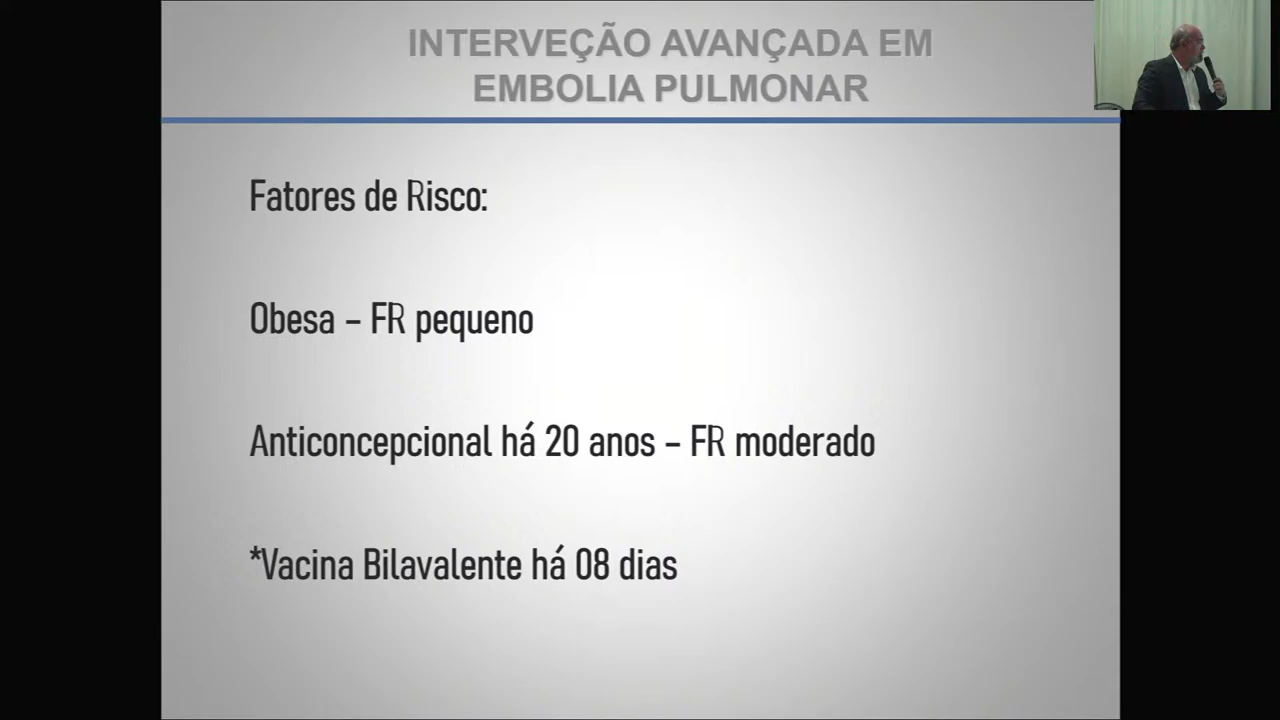 INTERVEÇÃO AVANÇADA EM
EMBOLIA PULMONAR
Fatores de Risco:
Obesa – FR pequeno
Anticoncepcional há 20 anos – FR moderado
*Vacina Bilavalente há 08 dias